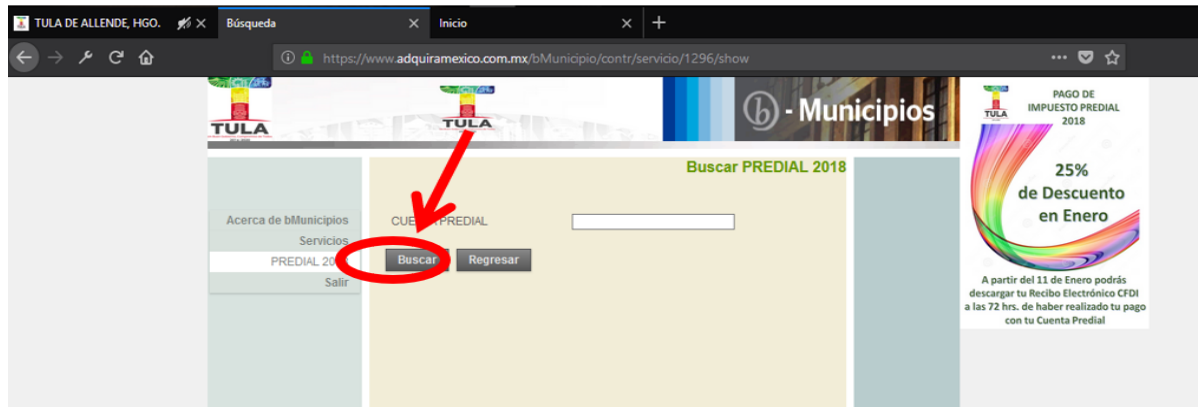 TULA DE ALLENDE, HGO.
Búsqueda
Inicio
https://www.adquiramexico.com.mx/bMunicipio/contr/servicio/1296/show
TULA
TULA
b - Municipios
Buscar PREDIAL 2018
Acerca de bMunicipios
Servicios
PREDIAL
Salir
PREDIAL
Buscar
Regresar
TULA
PAGO DE
IMPUESTO PREDIAL
2018
25%
de Descuento
en Enero
A partir del 11 de Enero podrás
descargar tu Recibo Electrónico CFDI
a las 72 hrs. de haber realizado tu pago
con tu Cuenta Predial